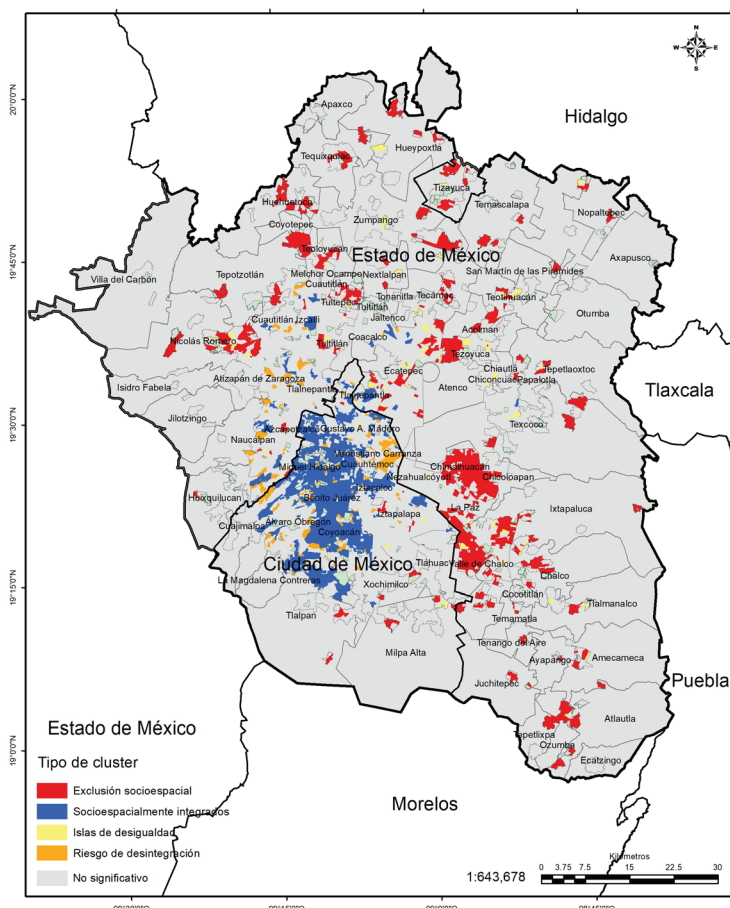 N
W E
S
20°0'0"
Hidalgo
Apaxco
Hueypoxtla
Tequixquiac
Tizayuca
Temascalapa
Nopaltepec
Huehuetoca
Zumpango
Coyotepec
Teoloyucan
Estado de México
Axapusco
19°45'0"
Villa del Carbón
Tepotzotlán
Melchor Ocampo
Nextlalpan
San Martín de las Pirámides
Cuautitlán
Tonanitla
Tecámac
Teotihuacán
Tultepec
Tultitlán
Jaltenco
Otumba
Cuautitlán Izcalli
Acolman
Nicolás Romero
Tultitlán
Coacalco
Tezoyuca
Chiautla
Tepetlaoxtoc
Isidro Fabela
Atizapán de Zaragoza
Ecatepec
Chiconcuac
Papalotla
Tlalnepantla
Atenco
Tlaxcala
Tlalnepantla
Jilotzingo
19°30'0"
Texcoco
Azcapotzalco
Gustavo A. Madero
Naucalpan
Venustiano Carranza
Miguel Hidalgo
Cuauhtémoc
Chimalhuacán
Nezahualcóyotl
Chicoloapan
Iztacalco
Huixquilucan
Benito Juárez
La Paz
Ixtapaluca
Iztapalapa
Cuajimalpa
Álvaro Obregón
Coyoacán
Ciudad de México
Tláhuac
Valle de Chalco
Chalco
19°15'0"
La Magdalena Contreras
Xochimilco
Cocotitlán
Tlalmanalco
Tlalpan
Temamatla
Tenango del Aire
Milpa Alta
Ayapango
Amecameca
Juchitepec
Puebla
Estado de México
Atlautla
Tepetlixpa
Ozumba
19°0'0"
Ecatzingo
Tipo de cluster
Exclusión socioespacial
Socioespacialmente integrados
Islas de desigualdad
Riesgo de desintegración
No significativo
Morelos
1:643,678
Kilómetros
0 3.75 7.5 15 22.5 30